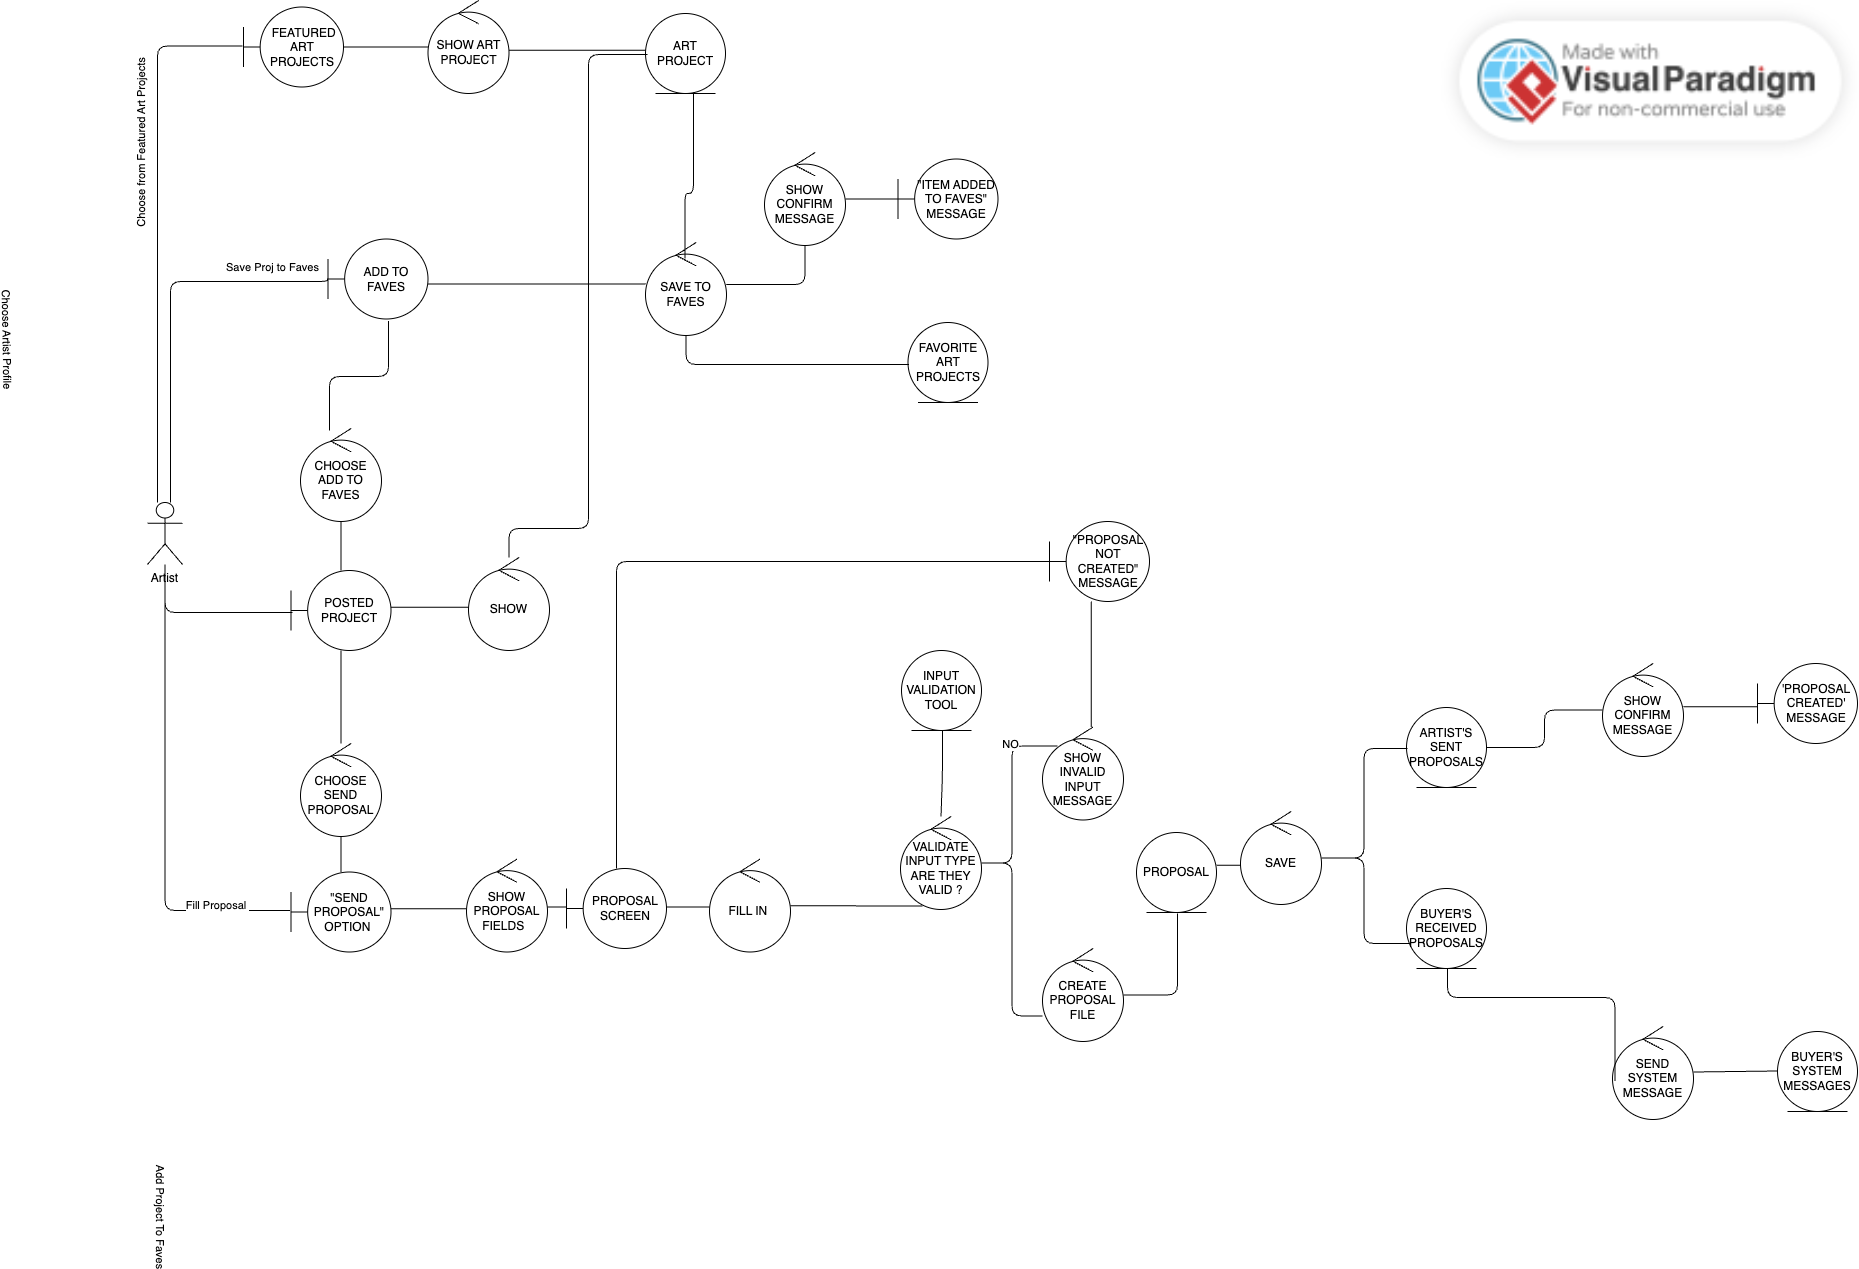 FEATURED
ART
PROJECTS
SHOW ART
PROJECT
ART
PROJECT
Made with
Visual Paradigm
For non-commercial use
Choose from Featured Art Projects
SHOW
CONFIRM
MESSAGE
"ITEM ADDED
TO FAVES"
MESSAGE
Save Proj to Faves
ADD TO
FAVES
SAVE TO
FAVES
Choose Artist Profile
FAVORITE
ART
PROJECTS
CHOOSE
ADD TO
FAVES
Artist
POSTED
PROJECT
SHOW
"PROPOSAL
NOT
CREATED"
MESSAGE
INPUT
VALIDATION
TOOL
NO
SHOW
INVALID
INPUT
MESSAGE
ARTIST'S
SENT
PROPOSALS
SHOW
CONFIRM
MESSAGE
'PROPOSAL
CREATED'
MESSAGE
CHOOSE
SEND
PROPOSAL
VALIDATE
INPUT TYPE
ARE THEY
VALID ?
PROPOSAL
SAVE
Fill Proposal
"SEND
PROPOSAL"
OPTION
SHOW
PROPOSAL
FIELDS
PROPOSAL
SCREEN
FILL IN
BUYER'S
RECEIVED
PROPOSALS
CREATE
PROPOSAL
FILE
SEND
SYSTEM
MESSAGE
BUYER'S
SYSTEM
MESSAGES
Add Project To Faves